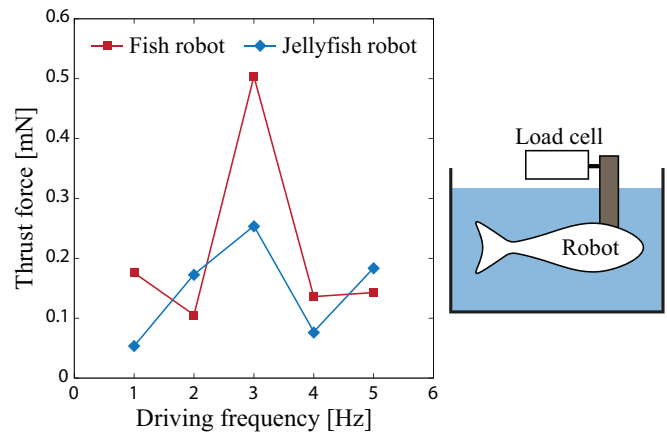 0.6
Fish robot
Jellyfish robot
0.5
0.4
0.3
0.2
0.1
0
Thrust force [mN]
0 1 2 3 4 5 6
Driving frequency [Hz]
Load cell
Robot